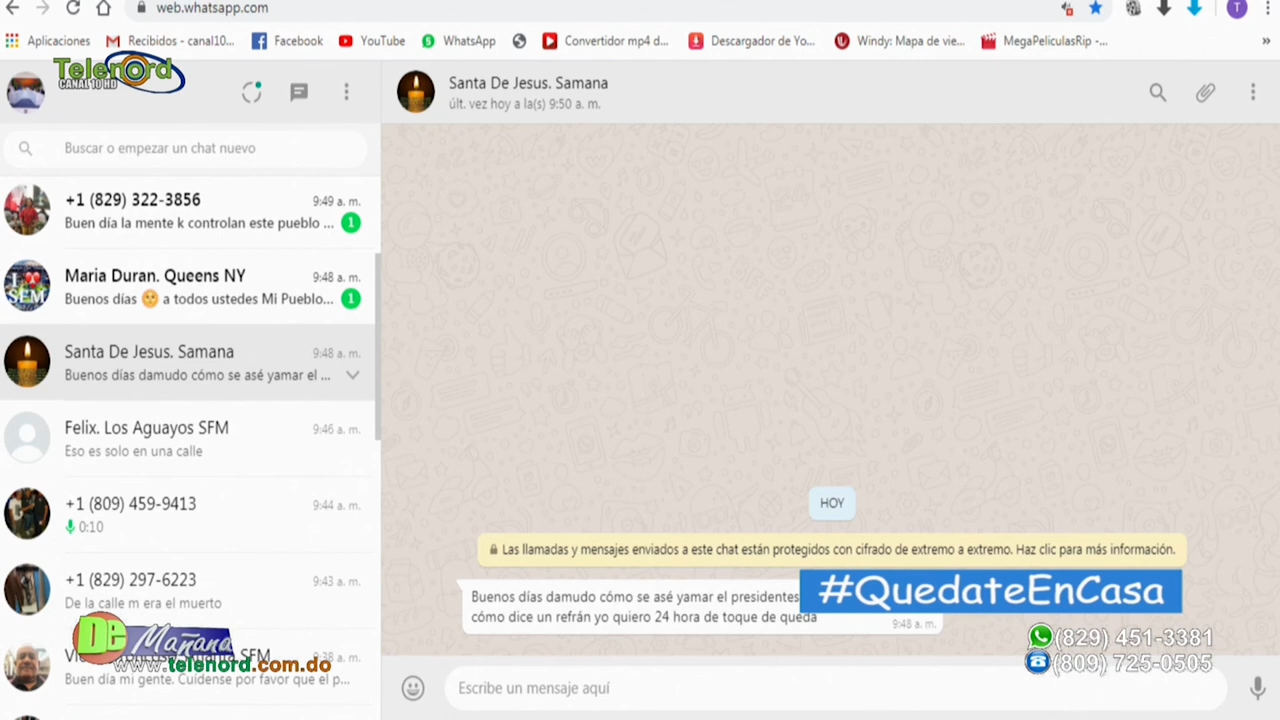 web.whatsapp.com
T
Aplicaciones
Recibidos - canal10...
Facebook
YouTube
WhatsApp
Convertidor mp4 d...
Descargador de Yo...
Windy: Mapa de vie...
MegaPeliculasRip -...
»
Telenord
CANAL 10 HD
Santa De Jesus. Samana
últ. vez hoy a la(s) 9:50 a. m.
Buscar o empezar un chat nuevo
+1 (829) 322-3856 9:49 a. m.
Buen día la mente k controlan este pueblo ... 1
Maria Duran. Queens NY 9:48 a. m.
Buenos días a todos ustedes Mi Pueblo... 1
I SFM
Santa De Jesus. Samana 9:48 a. m.
Buenos días damudo cómo se asé yamar el ...
Felix. Los Aguayos SFM 9:46 a. m.
Eso es solo en una calle
+1 (809) 459-9413 9:44 a. m.
0:10
+1 (829) 297-6223 9:43 a. m.
De la calle m era el muerto
SFM 9:38 a. m.
Buen día mi gente. Cuídense por favor que el p...
De Mañana
www.telenord.com.do
HOY
Las llamadas y mensajes enviados a este chat están protegidos con cifrado de extremo a extremo. Haz clic para más información.
Buenos días damudo cómo se asé yamar el presidentes
cómo dice un refrán yo quiero 24 hora de toque de queda
9:48 a. m.
#QuedateEnCasa
(829) 451-3381
(809) 725-0505
Escribe un mensaje aquí